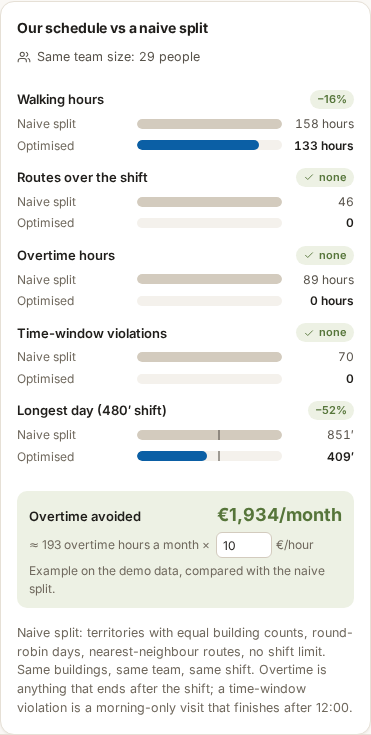 Our schedule vs a naive split
Same team size: 29 people
Walking hours −16%
Naive split 158 hours
Optimised 133 hours
Routes over the shift ✓ none
Naive split 46
Optimised 0
Overtime hours ✓ none
Naive split 89 hours
Optimised 0 hours
Time-window violations ✓ none
Naive split 70
Optimised 0
Longest day (480′ shift) −52%
Naive split 851′
Optimised 409′
Overtime avoided €1,934/month
≈ 193 overtime hours a month × 10 €/hour
Example on the demo data, compared with the naive
split.
Naive split: territories with equal building counts, round-
robin days, nearest-neighbour routes, no shift limit.
Same buildings, same team, same shift. Overtime is
anything that ends after the shift; a time-window
violation is a morning-only visit that finishes after 12:00.